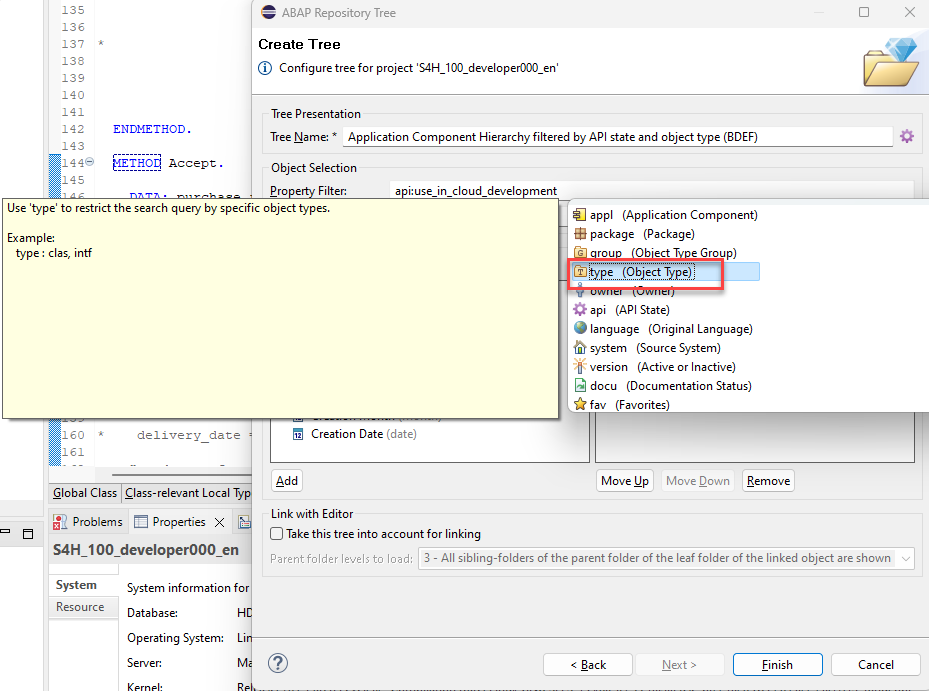 ABAP Repository Tree
Create Tree
Configure tree for project 'S4H_100_developer000_en'
Tree Presentation
Tree Name: * Application Component Hierarchy filtered by API state and object type (BDEF)
Object Selection
Property Filter: api:use_in_cloud_development
appl (Application Component)
package (Package)
group (Object Type Group)
type (Object Type)
owner (Owner)
api (API State)
language (Original Language)
system (Source System)
version (Active or Inactive)
docu (Documentation Status)
fav (Favorites)
Use 'type' to restrict the search query by specific object types.
Example:
type : clas, intf
135
136
137 *
138
139
140
141
142 ENDMETHOD.
143
144 METHOD Accept.
145
146 DATA: purchase
160 * delivery_date =
161
Creation Date (date)
Add
Move Up Move Down Remove
Link with Editor
Take this tree into account for linking
Parent folder levels to load: 3 - All sibling-folders of the parent folder of the leaf folder of the linked object are shown
< Back Next > Finish Cancel
Global Class Class-relevant Local Typ
Problems Properties
S4H_100_developer000_en
System
Resource
System information for
Database: HD
Operating System: Lin
Server: Ma
Kernel: Rel